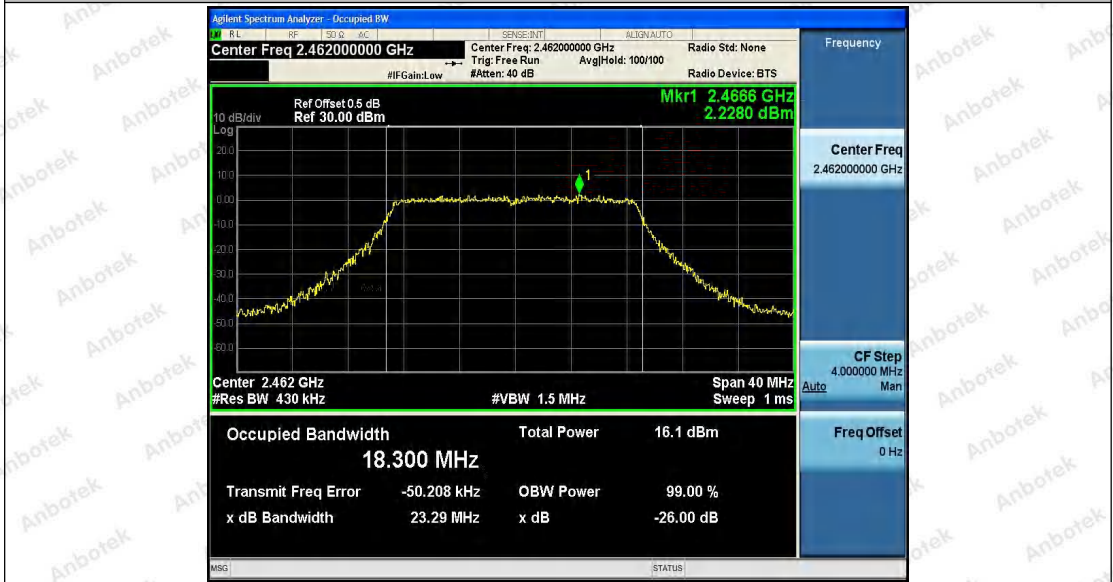 Agilent Spectrum Analyzer - Occupied BW
RL RF 50 Ω AC SENSE:INT ALIGN AUTO
Center Freq 2.462000000 GHz
Center Freq: 2.462000000 GHz
Radio Std: None
Trig: Free Run Avg|Hold: 100/100
#IFGain:Low #Atten: 40 dB Radio Device: BTS
Frequency
Ref Offset 0.5 dB
Mkr1 2.4666 GHz
10 dB/div Ref 30.00 dBm 2.2280 dBm
Log
20.0
10.0
0.00
-10.0
-20.0
-30.0
-40.0
-50.0
-60.0
1
Center Freq
2.462000000 GHz
CF Step
4.000000 MHz
Auto Man
Freq Offset
0 Hz
Center 2.462 GHz Span 40 MHz
#Res BW 430 kHz #VBW 1.5 MHz Sweep 1 ms
Occupied Bandwidth Total Power 16.1 dBm
18.300 MHz
Transmit Freq Error -50.208 kHz OBW Power 99.00 %
x dB Bandwidth 23.29 MHz x dB -26.00 dB
MSG STATUS
Anbotek